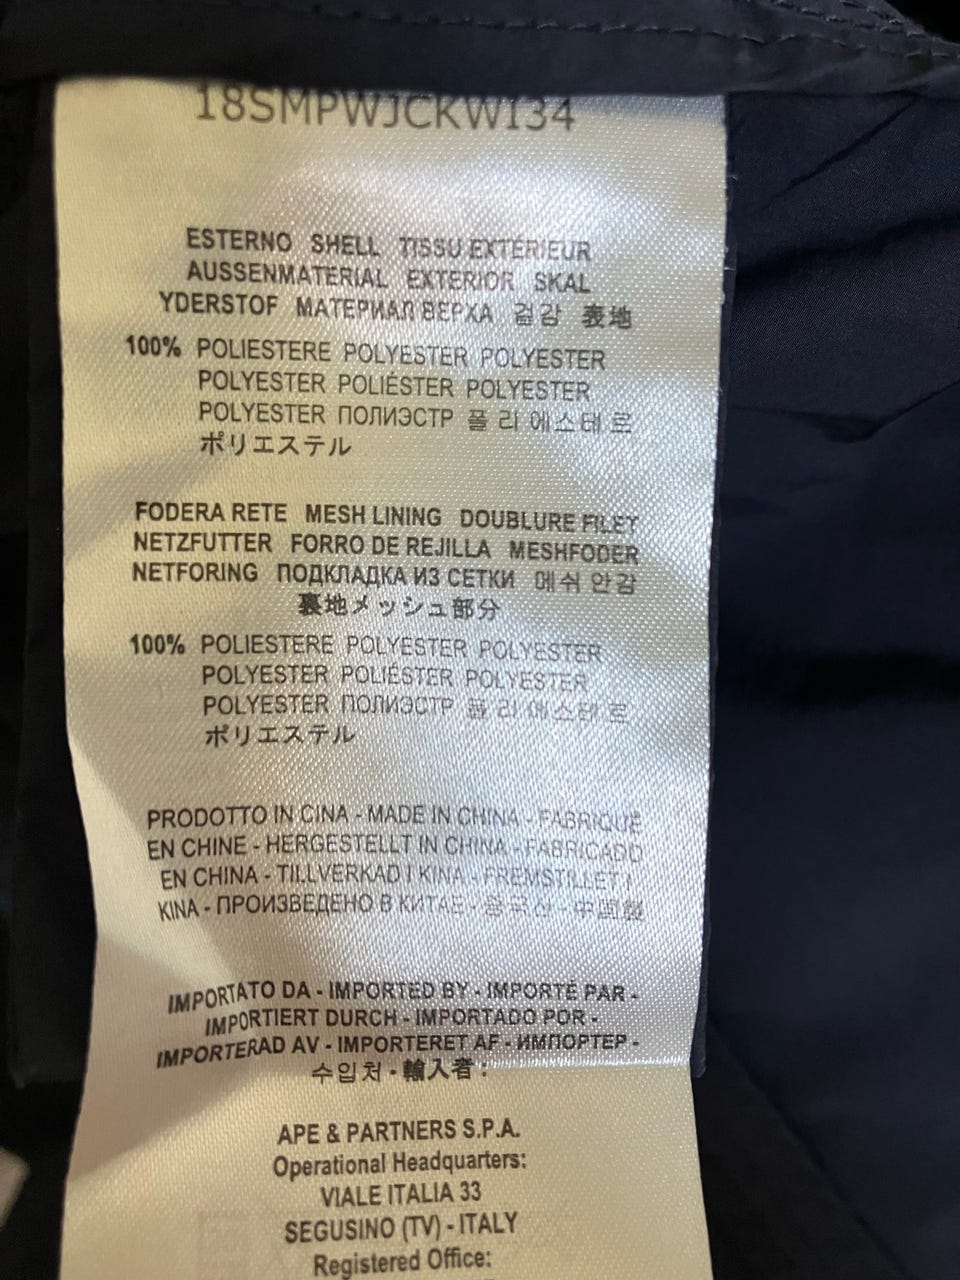 18SMPWJCKWI34
ESTERNO SHELL TISSU EXTÉRIEUR
AUSSENMATERIAL EXTERIOR SKAL
YDERSTOF МАТЕРИАЛ ВЕРХА 겉감 表地
100% POLIESTERE POLYESTER POLYESTER
POLYESTER POLIÉSTER POLYESTER
POLYESTER ПОЛИЭСТР 폴리에스테르
ポリエステル
FODERA RETE MESH LINING DOUBLURE FILET
NETZFUTTER FORRO DE REJILLA MESHFODER
NETFORING ПОДКЛАДКА ИЗ СЕТКИ 메쉬 안감
裏地メッシュ部分
100% POLIESTERE POLYESTER POLYESTER
POLYESTER POLIÉSTER POLYESTER
POLYESTER ПОЛИЭСТР 폴리에스테르
ポリエステル
PRODOTTO IN CINA - MADE IN CHINA - FABRIQUÉ
EN CHINE - HERGESTELLT IN CHINA - FABRICADO
EN CHINA - TILLVERKAD I KINA - FREMSTILLET I
KINA - ПРОИЗВЕДЕНО В КИТАЕ - 중국산 - 中国製
IMPORTATO DA - IMPORTED BY - IMPORTÉ PAR -
IMPORTIERT DURCH - IMPORTADO POR -
IMPORTERAD AV - IMPORTERET AF - ИМПОРТЕР -
수입처 - 輸入者 :
APE & PARTNERS S.P.A.
Operational Headquarters:
VIALE ITALIA 33
SEGUSINO (TV) - ITALY
Registered Office: